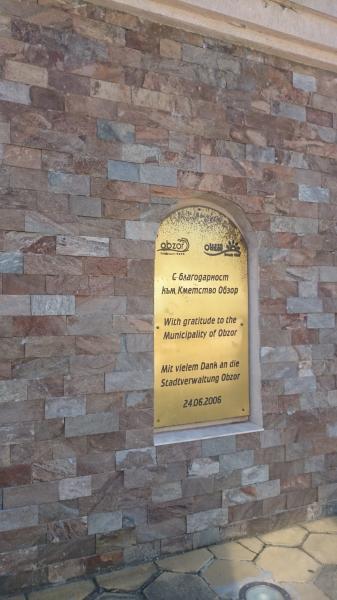 obzor
С благодарност
към Кметство Обзор
With gratitude to the
Municipality of Obzor
Mit vielem Dank an die
Stadtverwaltung Obzor
24.06.2006